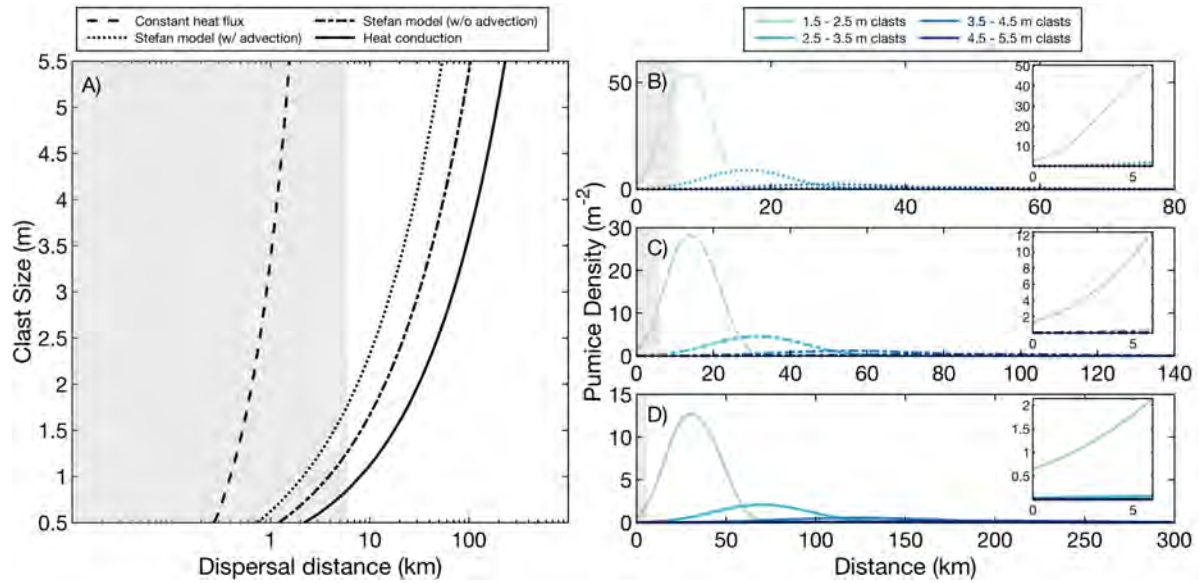 Constant heat flux
Stefan model (w/ advection)
Stefan model (w/o advection)
Heat conduction
A)
5.5
5
4.5
4
3.5
3
2.5
2
1.5
1
0.5
Clast Size (m)
1 10 100
Dispersal distance (km)
1.5 - 2.5 m clasts
2.5 - 3.5 m clasts
3.5 - 4.5 m clasts
4.5 - 5.5 m clasts
Pumice Density (m⁻²)
B)
50
0
0 20 40 60 80
50
40
30
20
10
0 5
C)
30
20
10
0
0 20 40 60 80 100 120 140
12
10
8
6
4
2
0 5
D)
15
10
5
0
0 50 100 150 200 250 300
2
1.5
1
0.5
0 5
Distance (km)